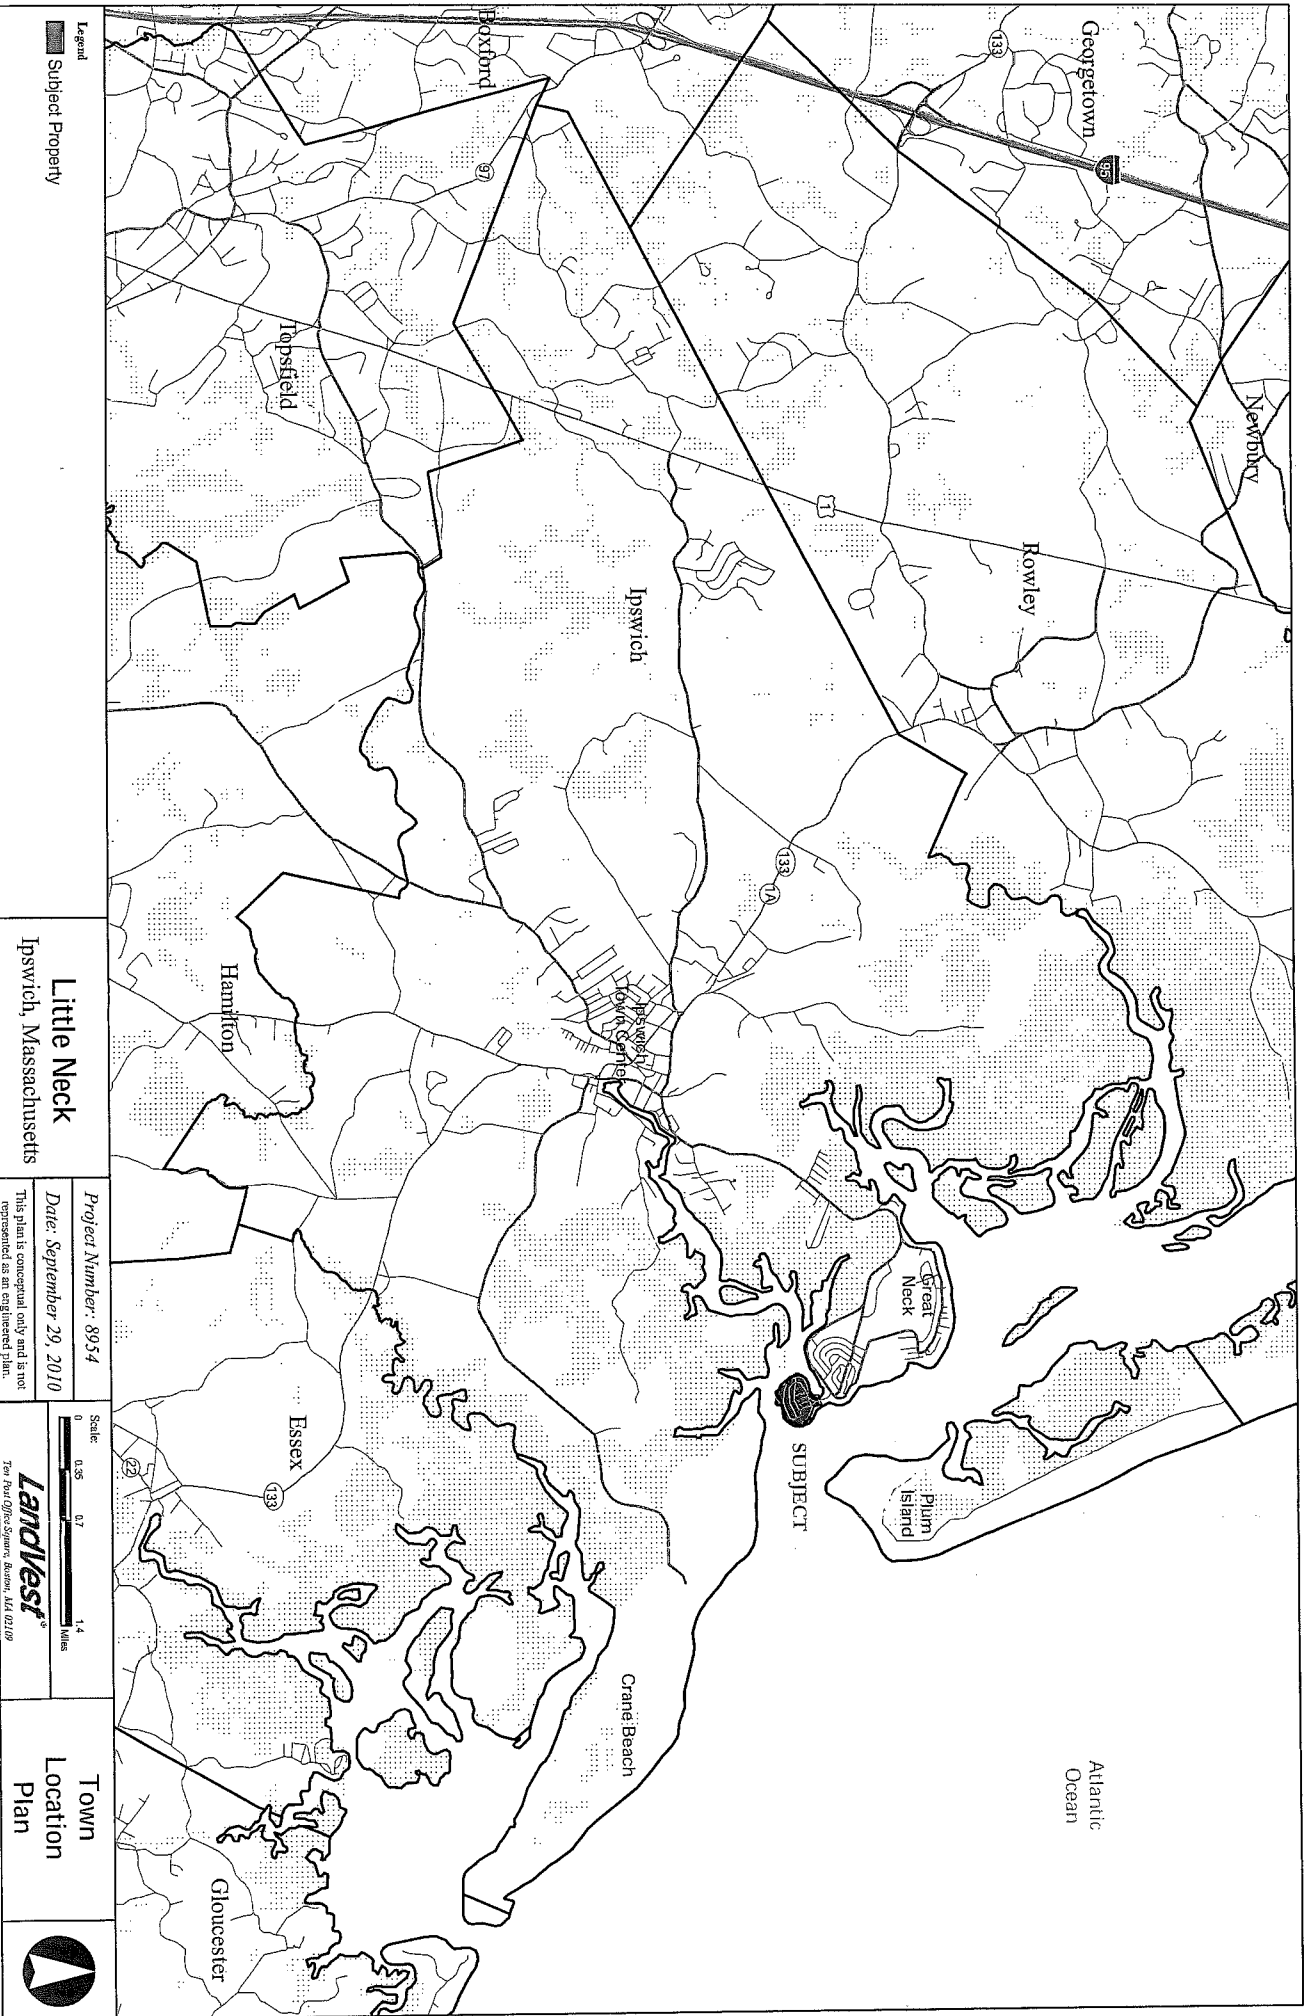 Georgetown
133
95
Newbury
Boxford
97
Rowley
1
Topsfield
Ipswich
133
1A
Ipswich
Town Center
Hamilton
Great
Neck
SUBJECT
Plum
Island
Atlantic
Ocean
Crane Beach
Essex
133
22
Gloucester
Legend
Subject Property
Little Neck
Ipswich, Massachusetts
Project Number: 8954
Date: September 29, 2010
This plan is conceptual only and is not
represented as an engineered plan.
Scale:
0 0.35 0.7 1.4
Miles
LandVest®
Ten Post Office Square, Boston, MA 02109
Town
Location
Plan